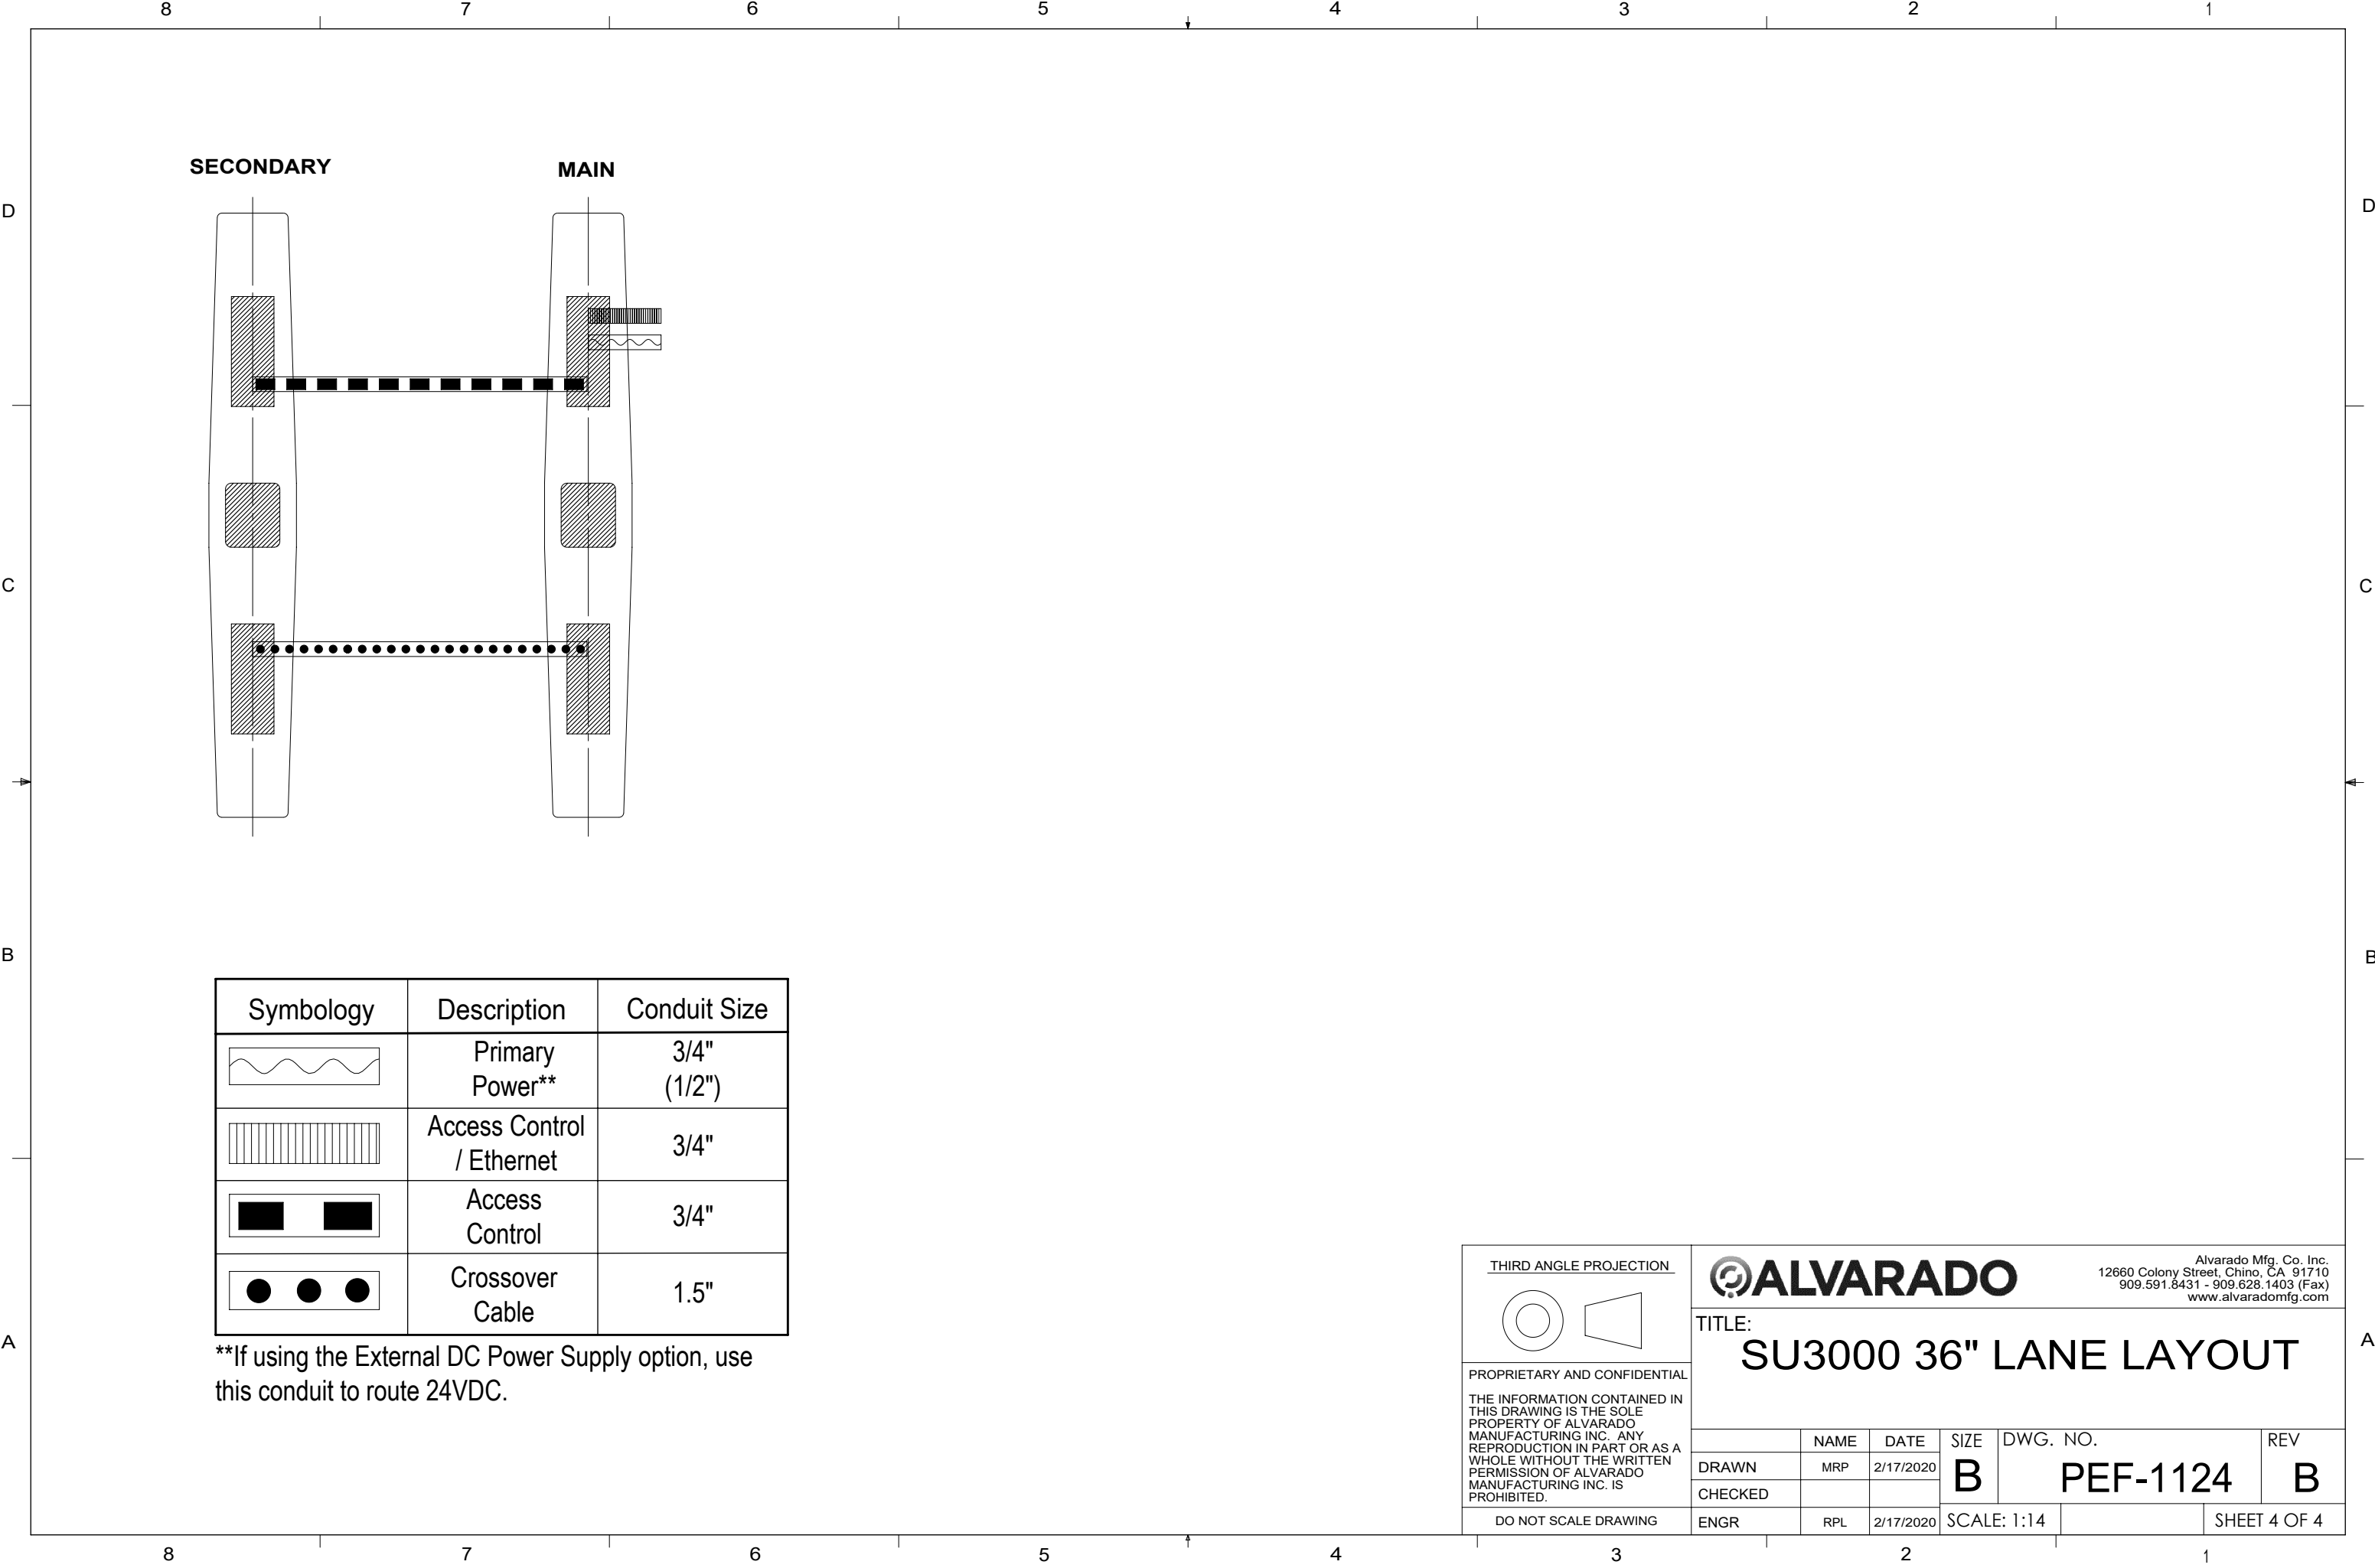 8 7 6 5 4 3 2 1
SECONDARY MAIN
D D
C C
B B
Symbology Description Conduit Size
Primary
Power**
3/4"
(1/2")
Access Control
/ Ethernet
3/4"
Access
Control
3/4"
Crossover
Cable
1.5"
**If using the External DC Power Supply option, use
this conduit to route 24VDC.
A A
THIRD ANGLE PROJECTION
PROPRIETARY AND CONFIDENTIAL
THE INFORMATION CONTAINED IN
THIS DRAWING IS THE SOLE
PROPERTY OF ALVARADO
MANUFACTURING INC. ANY
REPRODUCTION IN PART OR AS A
WHOLE WITHOUT THE WRITTEN
PERMISSION OF ALVARADO
MANUFACTURING INC. IS
PROHIBITED.
DO NOT SCALE DRAWING
ALVARADO
Alvarado Mfg. Co. Inc.
12660 Colony Street, Chino, CA 91710
909.591.8431 - 909.628.1403 (Fax)
www.alvaradomfg.com
TITLE:
SU3000 36" LANE LAYOUT
NAME DATE
DRAWN MRP 2/17/2020
CHECKED
ENGR RPL 2/17/2020
SIZE
B
DWG. NO.
PEF-1124
REV
B
SCALE: 1:14
SHEET 4 OF 4
8 7 6 5 4 3 2 1